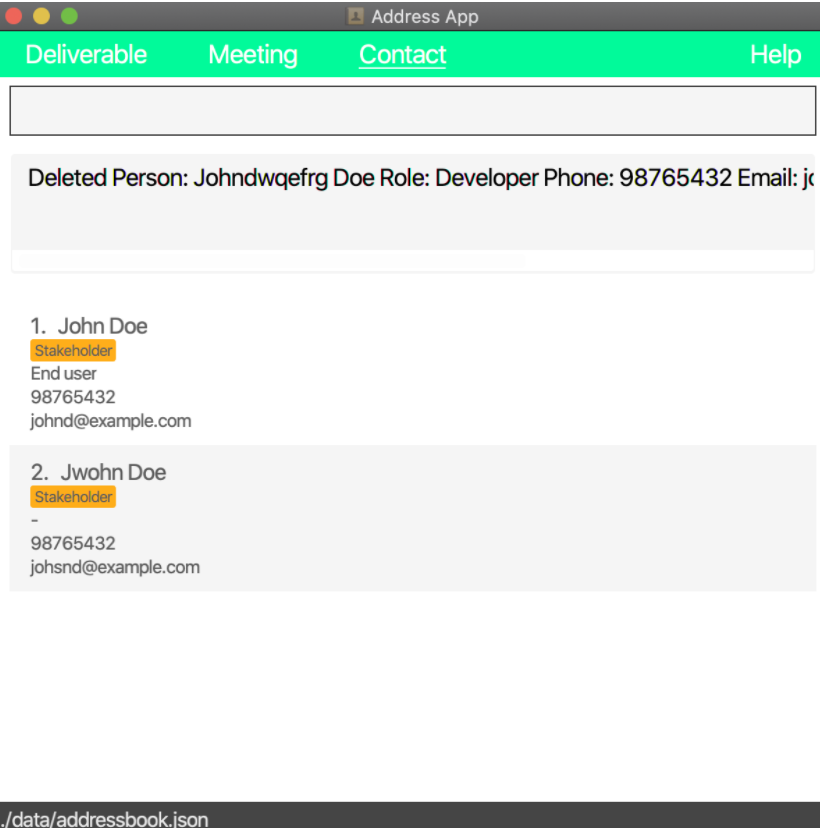 Address App
Deliverable Meeting Contact Help
Deleted Person: Johndwqefrg Doe Role: Developer Phone: 98765432 Email:
1. John Doe
Stakeholder
End user
98765432
johnd@example.com
2. Jwohn Doe
Stakeholder
-
98765432
johsnd@example.com
./data/addressbook.json